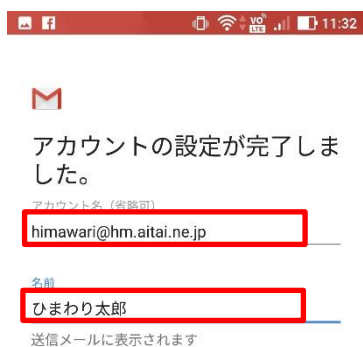 VO LTE 11:32
アカウントの設定が完了しま
した。
アカウント名（省略可）
himawari@hm.aitai.ne.jp
名前
ひまわり太郎
送信メールに表示されます